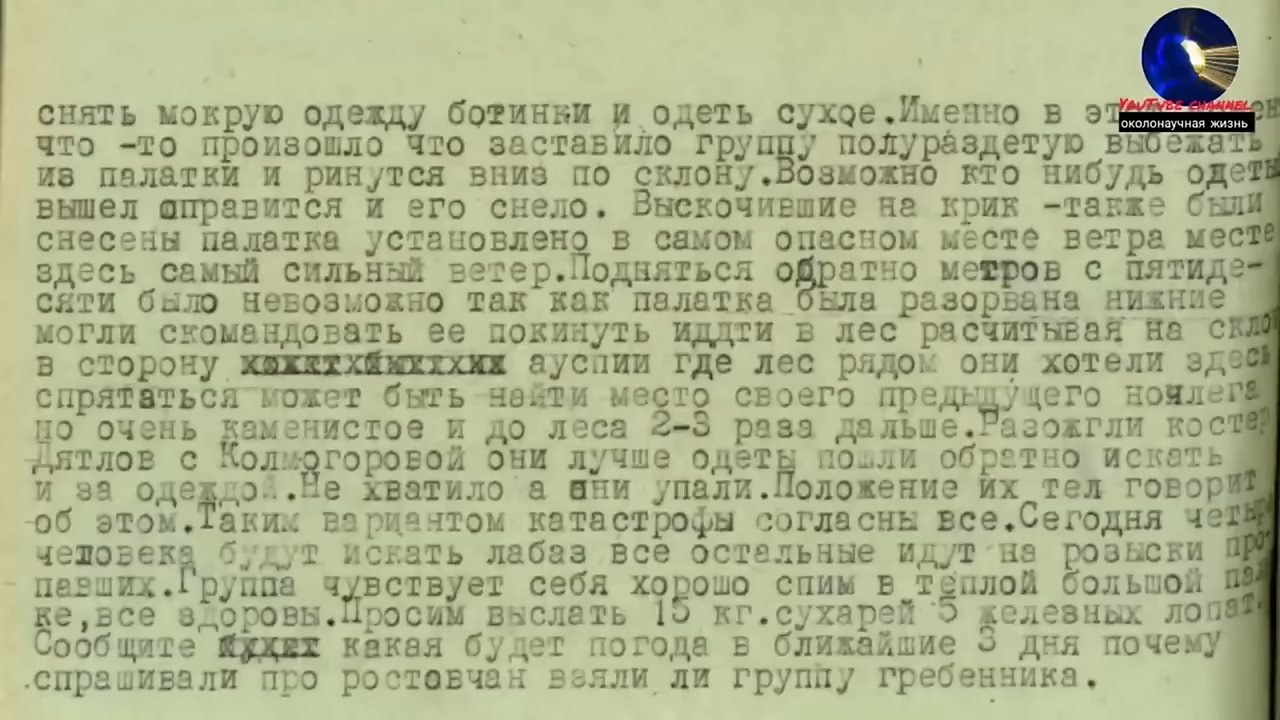 YouTube channel
околонаучная жизнь
снять мокрую одежду ботинки и одеть сухое.Именно в
что -то произошло что заставило группу полураздетую выбежать
из палатки и ринутся вниз по склону.Возможно кто нибудь одеты
вышел оправится и его снело. Выскочившие на крик -также были
снесены палатка установлено в самом опасном месте ветра месте
здесь самый сильный ветер.Подняться обратно метров с пятиде-
сяти было невозможно так как палатка была разорвана нижние
могли скомандовать ее покинуть иддти в лес расчитывая на скло
в сторону ауспии где лес рядом они хотели здесь
спрятаться может быть найти место своего предыдущего ночлега
но очень каменистое и до леса 2-3 раза дальше.Разожгли костер
Дятлов с Колмогоровой они лучше одеты пошли обратно искать
и за одеждой.Не хватило а они упали.Положение их тел говорит
об этом.Таким вариантом катастрофы согласны все.Сегодня четыре
человека будут искать лабаз все остальные идут на розыски про-
павших.Группа чувствует себя хорошо спим в теплой большой пал
ке,все здоровы.Просим выслать 15 кг.сухарей 5 железных лопат.
Сообщите какая будет погода в ближайшие 3 дня почему
спрашивали про ростовчан взяли ли группу гребенника.